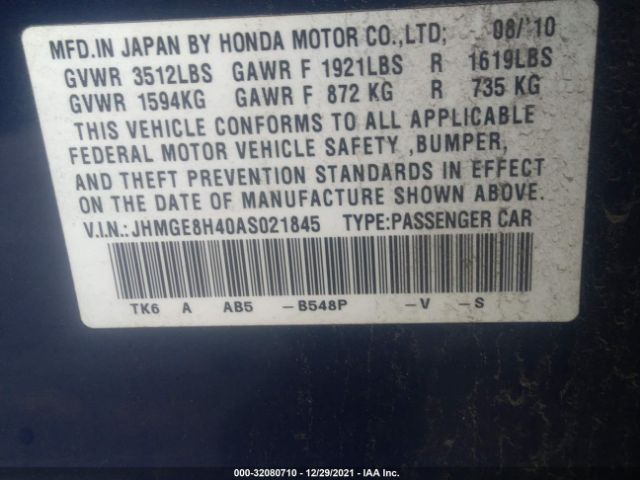 MFD.IN JAPAN BY HONDA MOTOR CO.,LTD; 08/'10
GVWR 3512LBS GAWR F 1921LBS R 1619LBS
GVWR 1594KG GAWR F 872 KG R 735 KG
THIS VEHICLE CONFORMS TO ALL APPLICABLE
FEDERAL MOTOR VEHICLE SAFETY ,BUMPER,
AND THEFT PREVENTION STANDARDS IN EFFECT
ON THE DATE OF MANUFACTURE SHOWN ABOVE.
V.I.N.:JHMGE8H40AS021845 TYPE:PASSENGER CAR
TK6 A AB5 -B548P -V -S
000-32080710 - 12/29/2021 - IAA Inc.